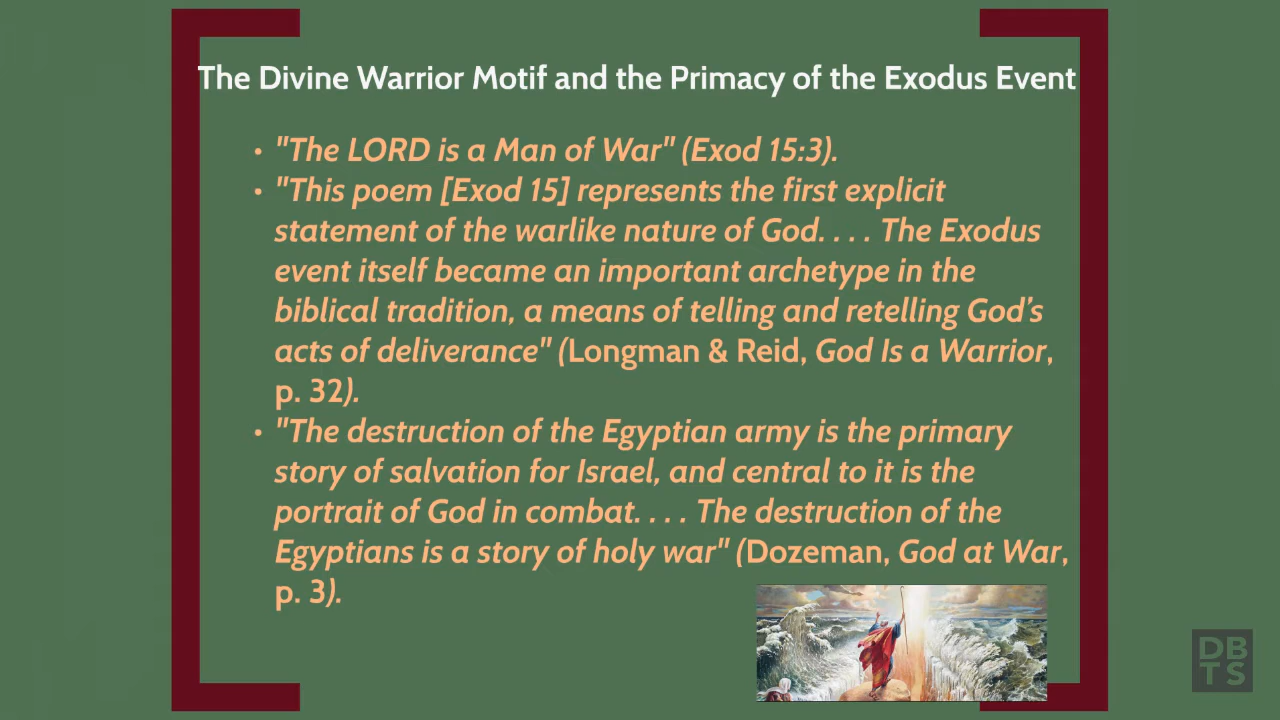 The Divine Warrior Motif and the Primacy of the Exodus Event
• "The LORD is a Man of War" (Exod 15:3).
• "This poem [Exod 15] represents the first explicit
statement of the warlike nature of God. . . . The Exodus
event itself became an important archetype in the
biblical tradition, a means of telling and retelling God’s
acts of deliverance" (Longman & Reid, God Is a Warrior,
p. 32).
• "The destruction of the Egyptian army is the primary
story of salvation for Israel, and central to it is the
portrait of God in combat. . . . The destruction of the
Egyptians is a story of holy war" (Dozeman, God at War,
p. 3).
DB
TS